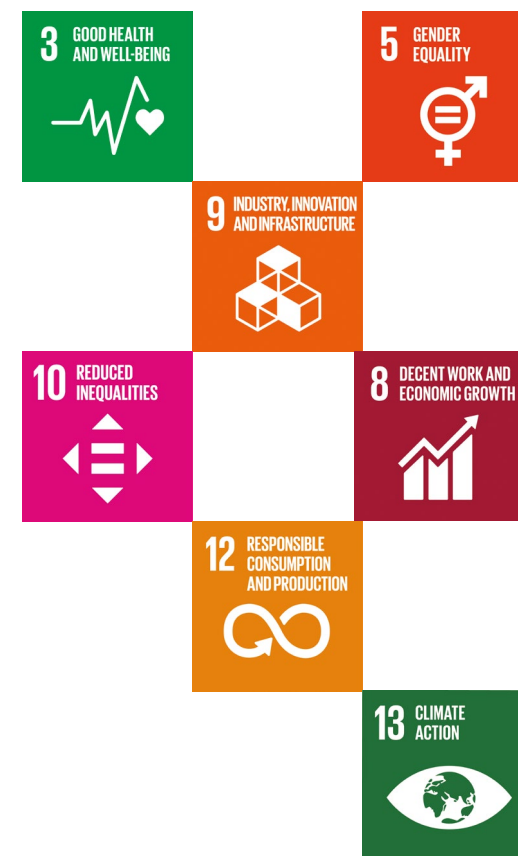 3 GOOD HEALTH
AND WELL-BEING
5 GENDER
EQUALITY
9 INDUSTRY, INNOVATION
AND INFRASTRUCTURE
10 REDUCED
INEQUALITIES
8 DECENT WORK AND
ECONOMIC GROWTH
12 RESPONSIBLE
CONSUMPTION
AND PRODUCTION
13 CLIMATE
ACTION